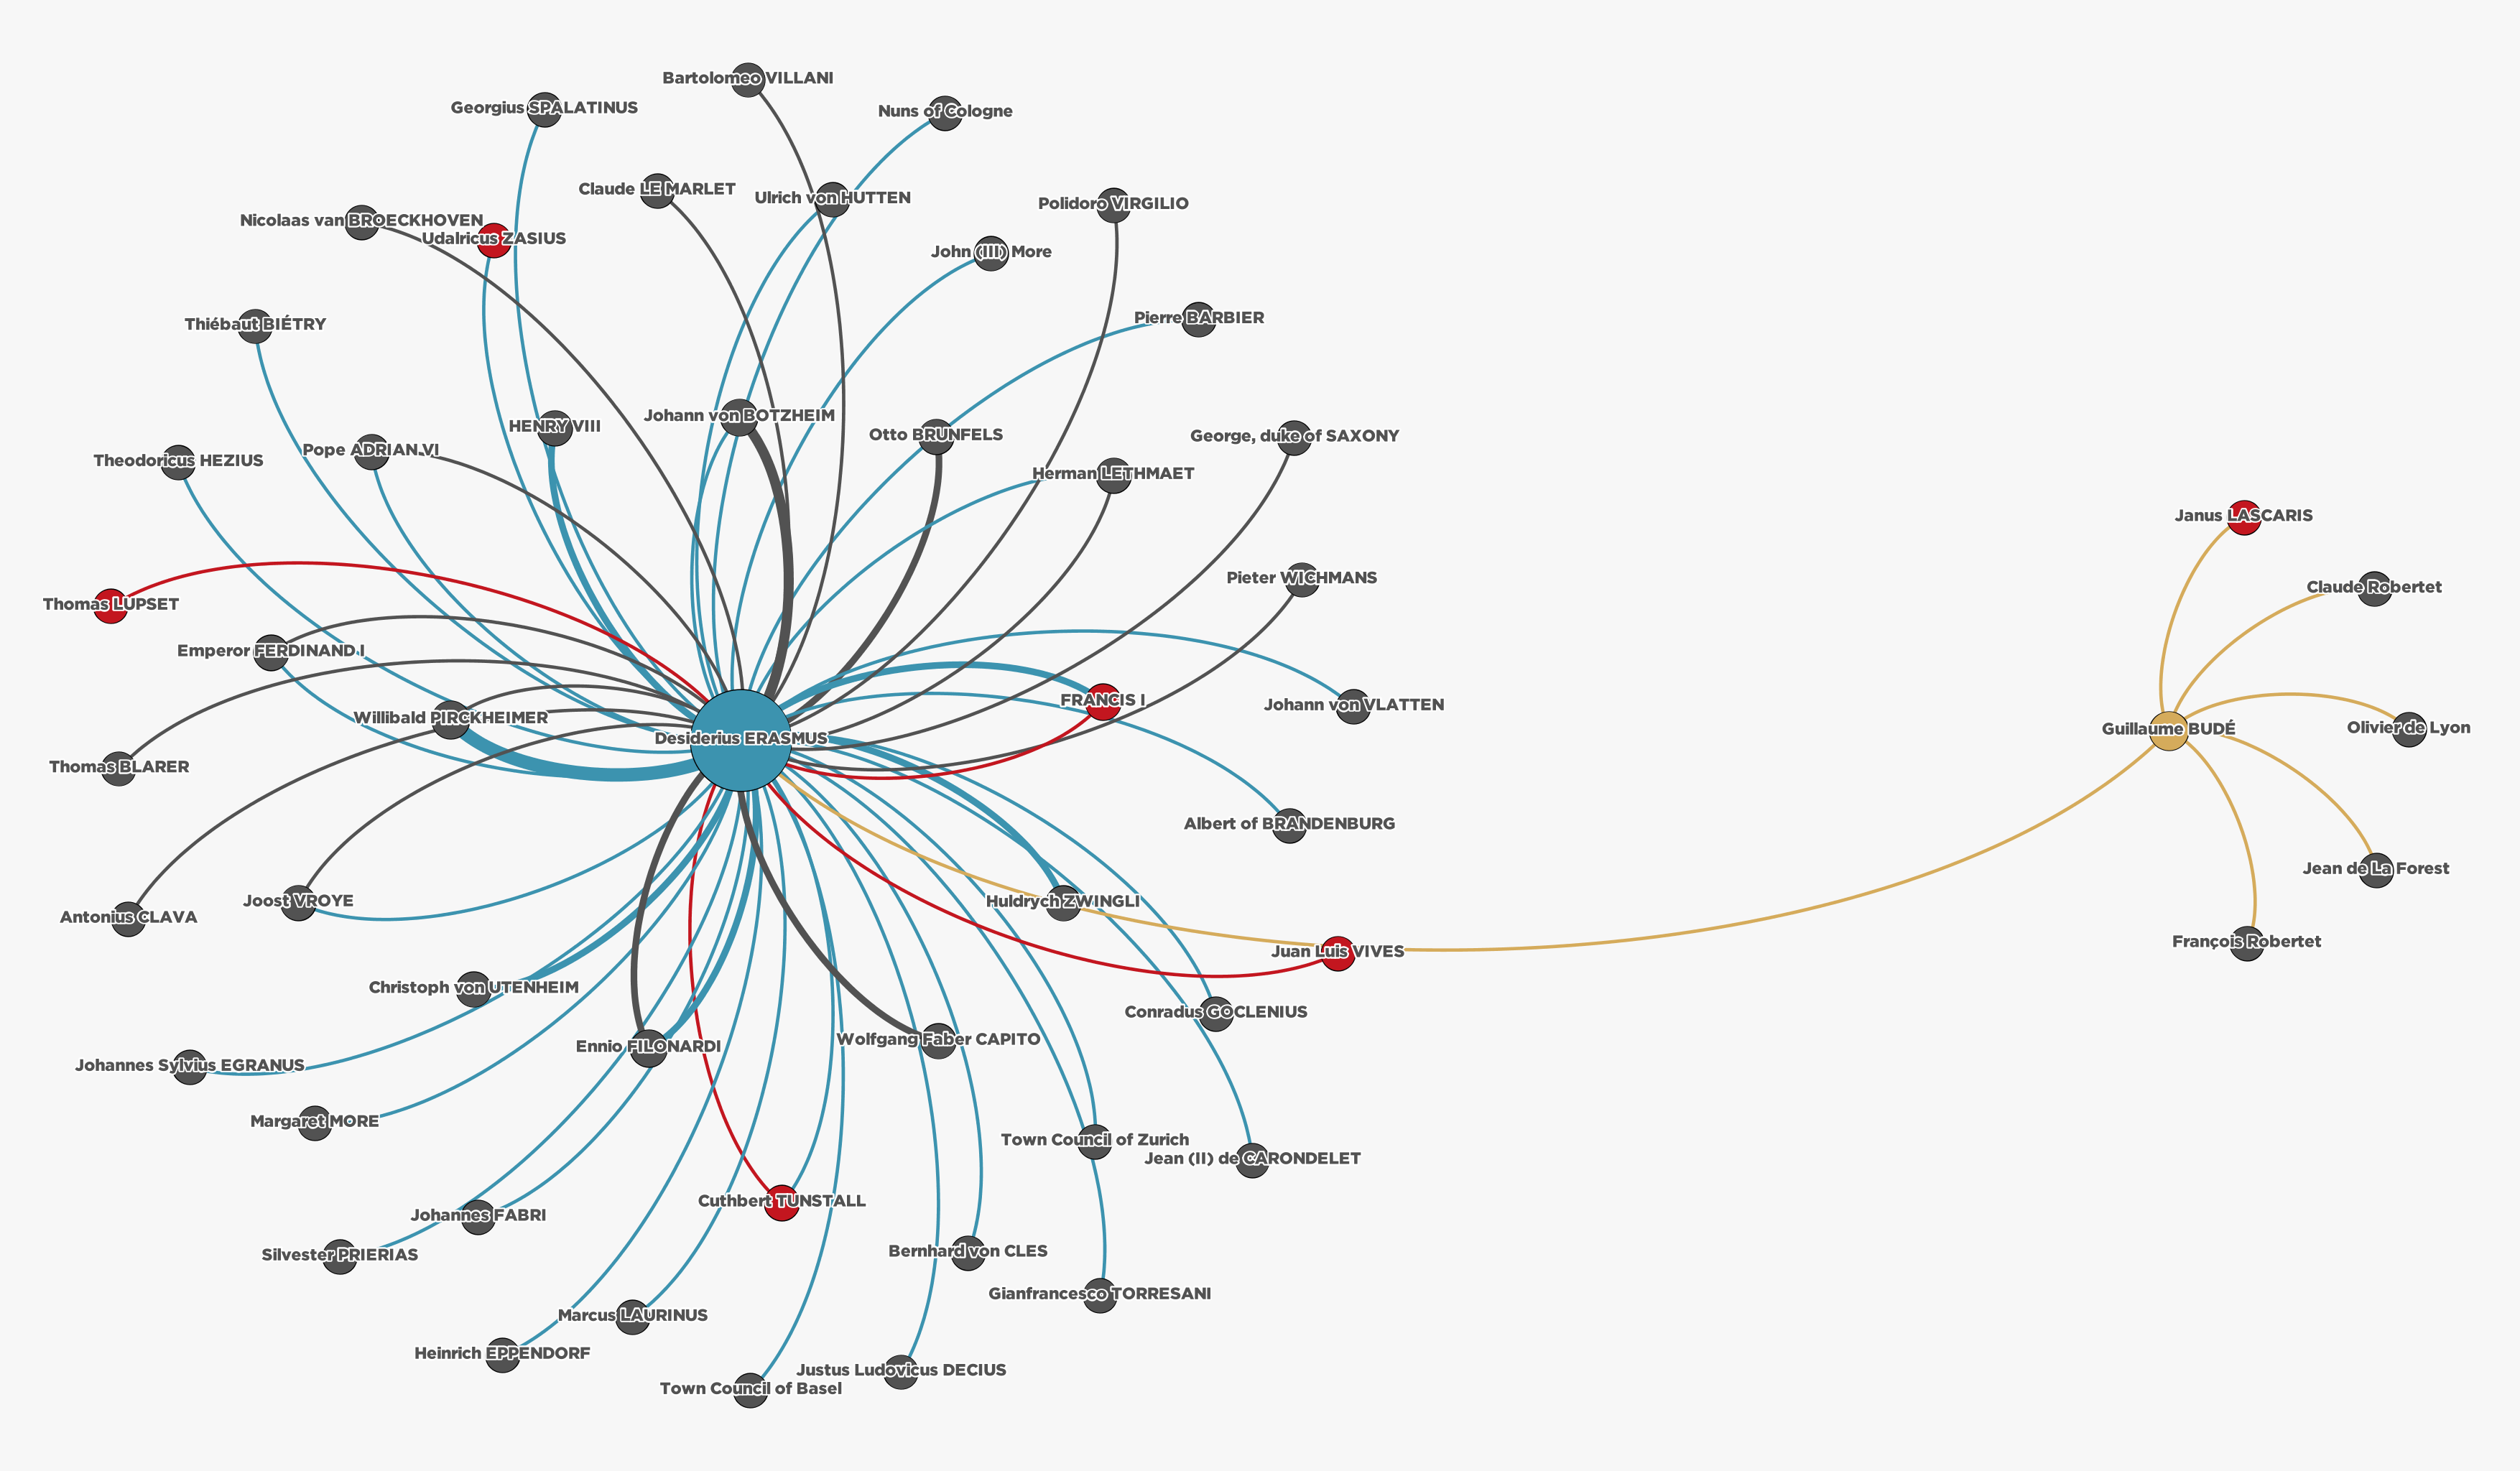 Bartolomeo VILLANI
Georgius SPALATINUS
Nuns of Cologne
Claude LE MARLET
Ulrich von HUTTEN
Polidoro VIRGILIO
Nicolaas van BROECKHOVEN
Udalricus ZASIUS
John (III) More
Pierre BARBIER
Thiébaut BIÉTRY
Johann von BOTZHEIM
HENRY VIII
Otto BRUNFELS
George, duke of SAXONY
Pope ADRIAN VI
Theodoricus HEZIUS
Herman LETHMAET
Janus LASCARIS
Pieter WICHMANS
Claude Robertet
Thomas LUPSET
Emperor FERDINAND I
FRANCIS I
Johann von VLATTEN
Willibald PIRCKHEIMER
Guillaume BUDÉ
Olivier de Lyon
Desiderius ERASMUS
Thomas BLARER
Albert of BRANDENBURG
Jean de La Forest
Joost VROYE
Huldrych ZWINGLI
Antonius CLAVA
François Robertet
Juan Luis VIVES
Christoph von UTENHEIM
Conradus GOCLENIUS
Wolfgang Faber CAPITO
Ennio FILONARDI
Johannes Sylvius EGRANUS
Margaret MORE
Town Council of Zurich
Jean (II) de CARONDELET
Cuthbert TUNSTALL
Johannes FABRI
Bernhard von CLES
Silvester PRIERIAS
Gianfrancesco TORRESANI
Marcus LAURINUS
Heinrich EPPENDORF
Justus Ludovicus DECIUS
Town Council of Basel